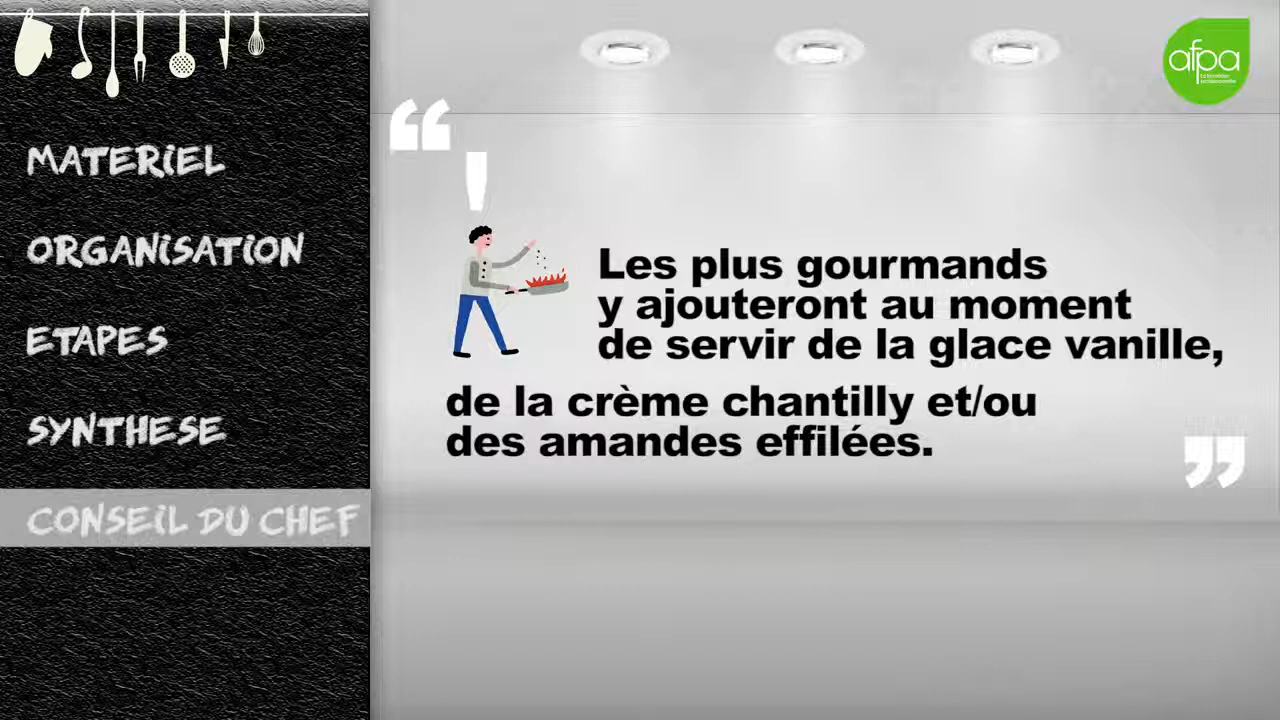 MATERIEL
ORGANISATION
ETAPES
SYNTHESE
CONSEIL DU CHEF
afpa
“
!
Les plus gourmands
y ajouteront au moment
de servir de la glace vanille,
de la crème chantilly et/ou
des amandes effilées.
”